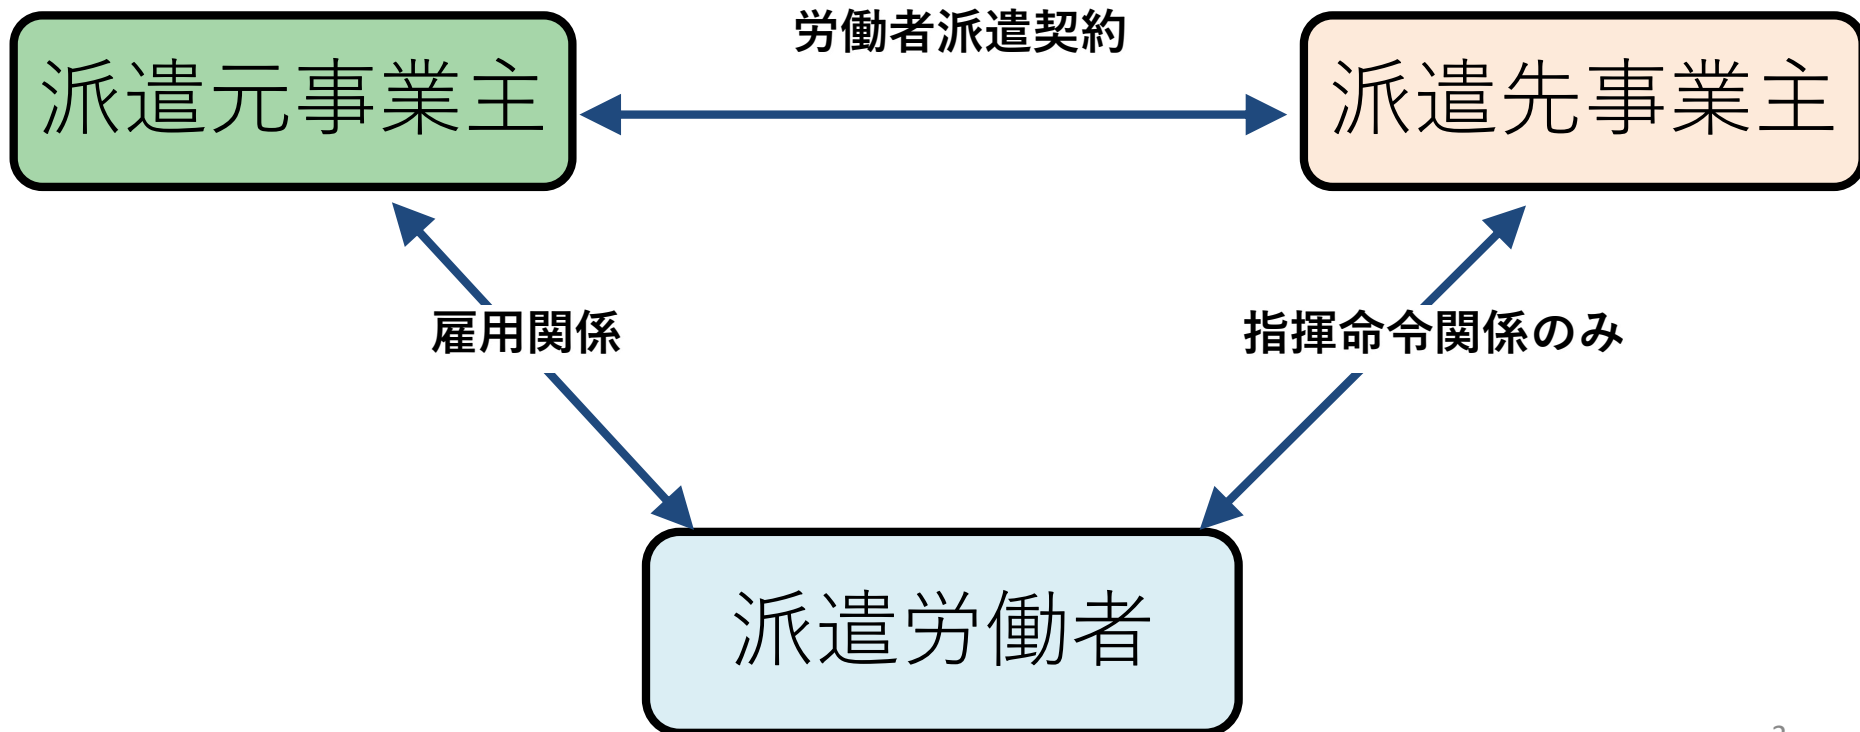 労働者派遣契約
派遣元事業主
派遣先事業主
雇用関係
指揮命令関係のみ
派遣労働者